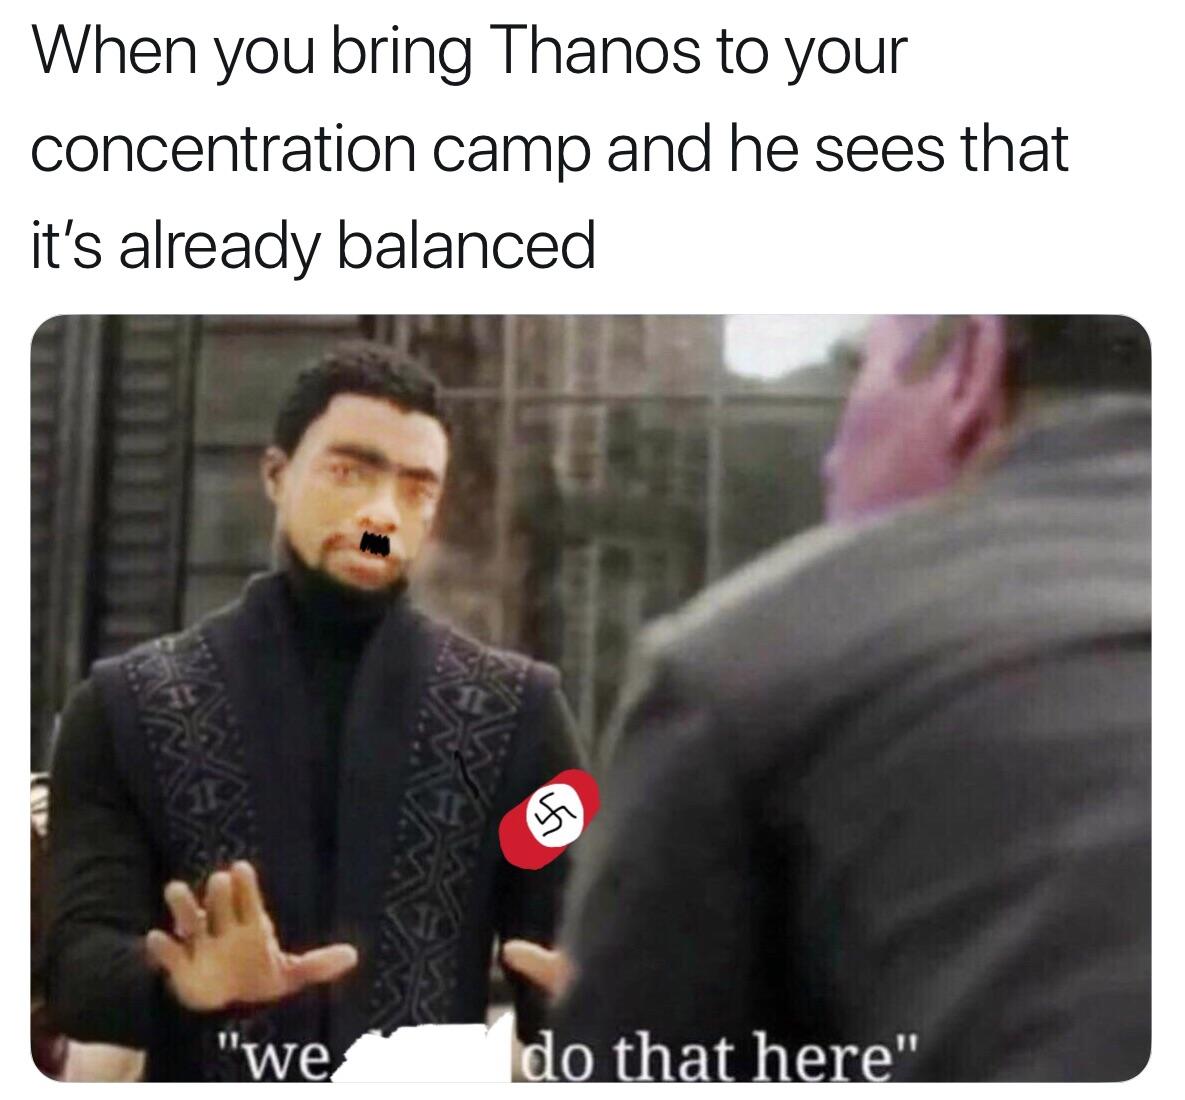 When you bring Thanos to your
concentration camp and he sees that
it's already balanced
"we do that here"